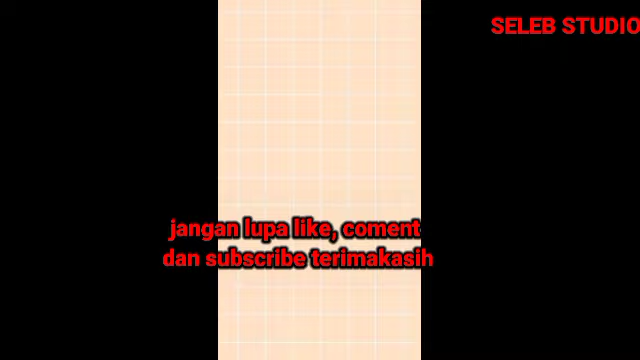 SELEB STUDIO
jangan lupa like, coment
dan subscribe terimakasih